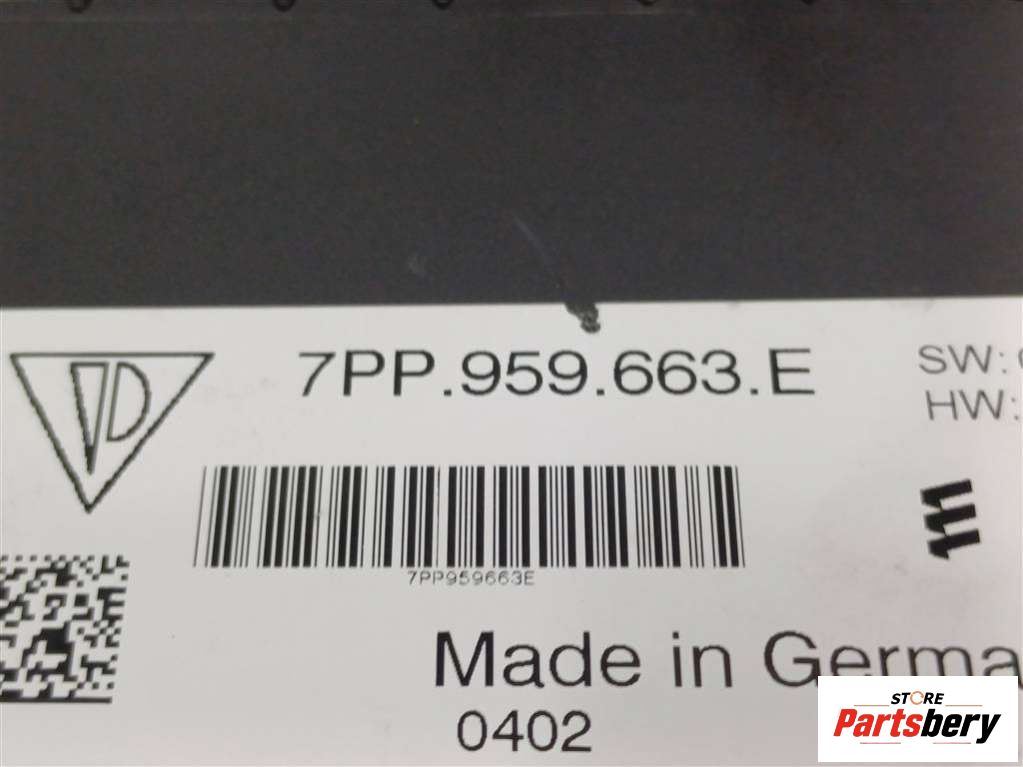 7PP.959.663.E
SW:
HW:
7PP959663E
Made in Germa
0402
STORE
Partsbery